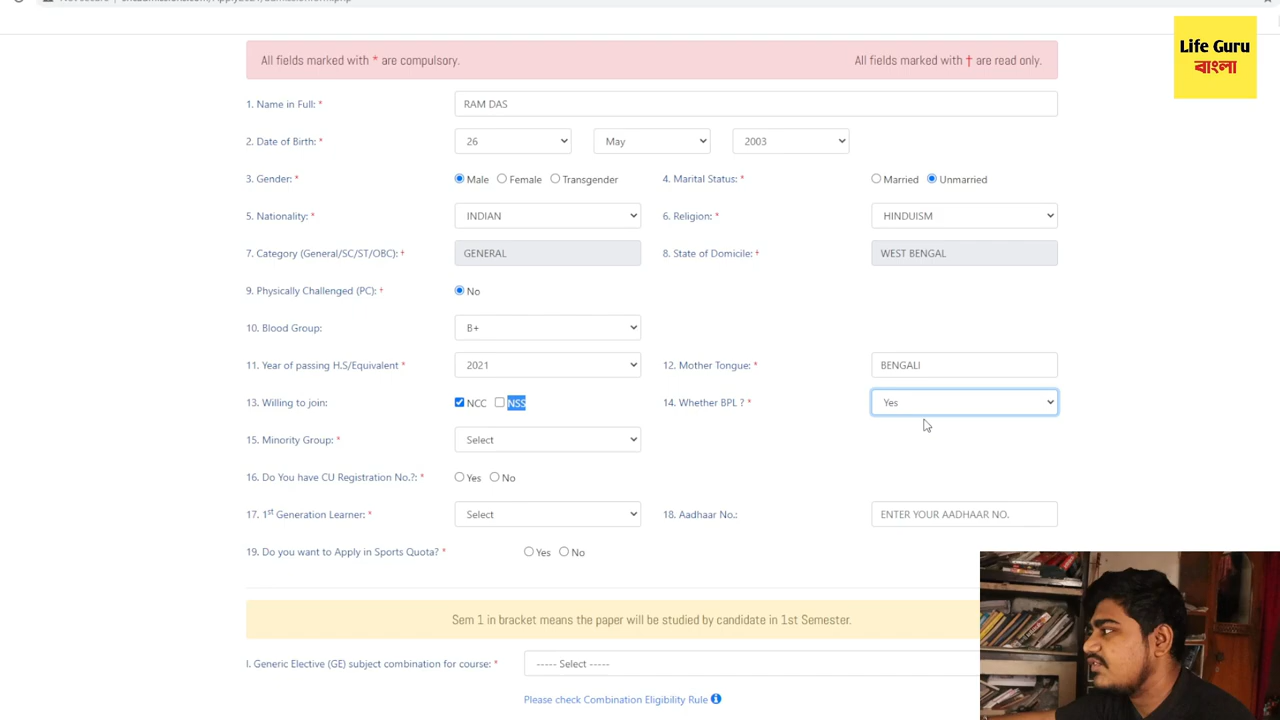 Life Guru
বাংলা
All fields marked with * are compulsory. All fields marked with † are read only.
1. Name in Full: * RAM DAS
2. Date of Birth: * 26 May 2003
3. Gender: * Male Female Transgender 4. Marital Status: * Married Unmarried
5. Nationality: * INDIAN 6. Religion: * HINDUISM
7. Category (General/SC/ST/OBC): † GENERAL 8. State of Domicile: † WEST BENGAL
9. Physically Challenged (PC): † No
10. Blood Group: B+
11. Year of passing H.S/Equivalent * 2021 12. Mother Tongue: * BENGALI
13. Willing to join: NCC NSS 14. Whether BPL ? * Yes
15. Minority Group: * Select
16. Do You have CU Registration No.?: * Yes No
17. 1st Generation Learner: * Select 18. Aadhaar No.: ENTER YOUR AADHAAR NO.
19. Do you want to Apply in Sports Quota? * Yes No
Sem 1 in bracket means the paper will be studied by candidate in 1st Semester.
I. Generic Elective (GE) subject combination for course: * ----- Select -----
Please check Combination Eligibility Rule